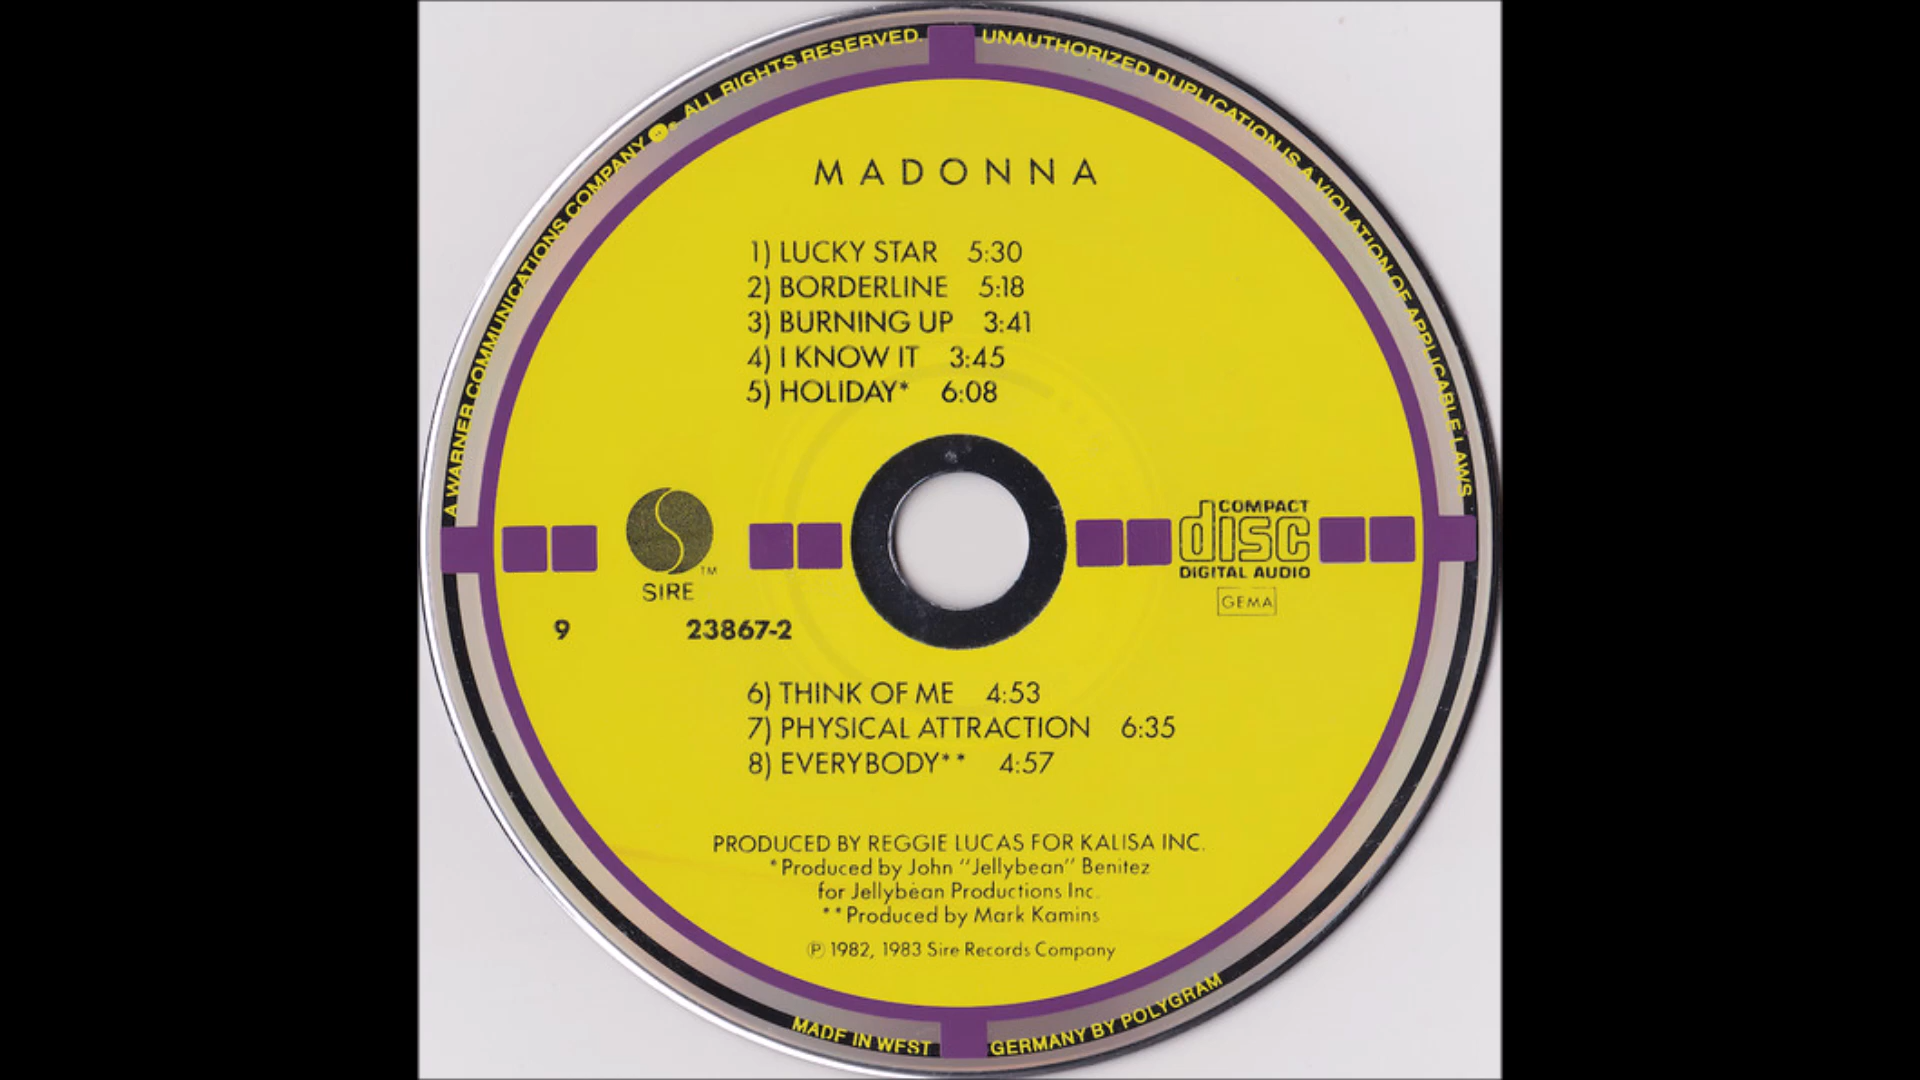 A WARNER COMMUNICATIONS COMPANY ALL RIGHTS RESERVED. UNAUTHORIZED DUPLICATION IS A VIOLATION OF APPLICABLE LAWS
MADONNA
1) LUCKY STAR 5:30
2) BORDERLINE 5:18
3) BURNING UP 3:41
4) I KNOW IT 3:45
5) HOLIDAY* 6:08
SIRE TM
COMPACT
disc
DIGITAL AUDIO
GEMA
9 23867-2
6) THINK OF ME 4:53
7) PHYSICAL ATTRACTION 6:35
8) EVERYBODY** 4:57
PRODUCED BY REGGIE LUCAS FOR KALISA INC.
*Produced by John "Jellybean" Benitez
for Jellybean Productions Inc.
**Produced by Mark Kamins
℗ 1982, 1983 Sire Records Company
MADE IN WEST GERMANY BY POLYGRAM